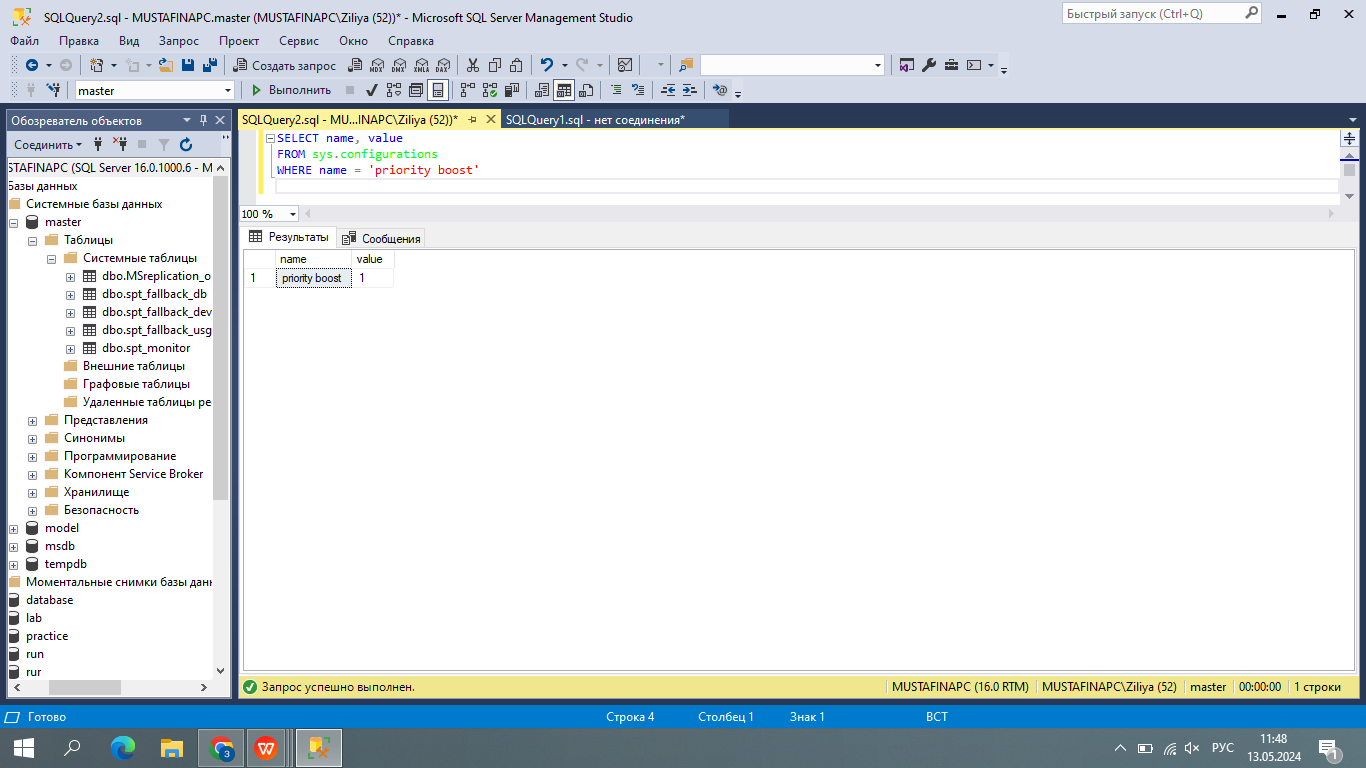 SQLQuery2.sql - MUSTAFINAPC.master (MUSTAFINAPC\Ziliya (52))* - Microsoft SQL Server Management Studio
Быстрый запуск (Ctrl+Q)
Файл Правка Вид Запрос Проект Сервис Окно Справка
Создать запрос MDX DMX XMLA DAX
master Выполнить
Обозреватель объектов
SQLQuery2.sql - MU...INAPC\Ziliya (52))* SQLQuery1.sql - нет соединения*
Соединить
STAFINAPC (SQL Server 16.0.1000.6 - M
Базы данных
Системные базы данных
master
Таблицы
Системные таблицы
dbo.MSreplication_o
dbo.spt_fallback_db
dbo.spt_fallback_dev
dbo.spt_fallback_usg
dbo.spt_monitor
Внешние таблицы
Графовые таблицы
Удаленные таблицы ре
Представления
Синонимы
Программирование
Компонент Service Broker
Хранилище
Безопасность
model
msdb
tempdb
Моментальные снимки базы данн
database
lab
practice
run
rur
SELECT name, value
FROM sys.configurations
WHERE name = 'priority boost'
100 %
Результаты Сообщения
name value
1 priority boost 1
Запрос успешно выполнен.
MUSTAFINAPC (16.0 RTM) MUSTAFINAPC\Ziliya (52) master 00:00:00 1 строки
Готово Строка 4 Столбец 1 Знак 1 ВСТ
3
РУС
11:48
13.05.2024
1